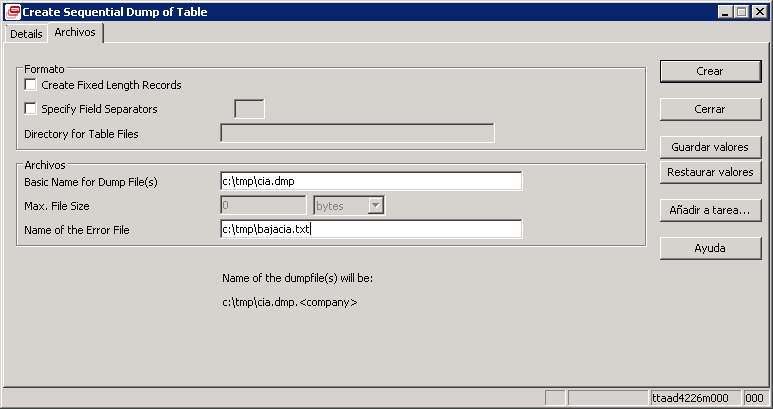 Create Sequential Dump of Table
Details Archivos
Formato
Create Fixed Length Records
Specify Field Separators
Directory for Table Files
Archivos
Basic Name for Dump File(s) c:\tmp\cia.dmp
Max. File Size 0 bytes
Name of the Error File c:\tmp\bajacia.txt
Name of the dumpfile(s) will be:
c:\tmp\cia.dmp.<company>
Crear
Cerrar
Guardar valores
Restaurar valores
Añadir a tarea...
Ayuda
ttaad4226m000 000